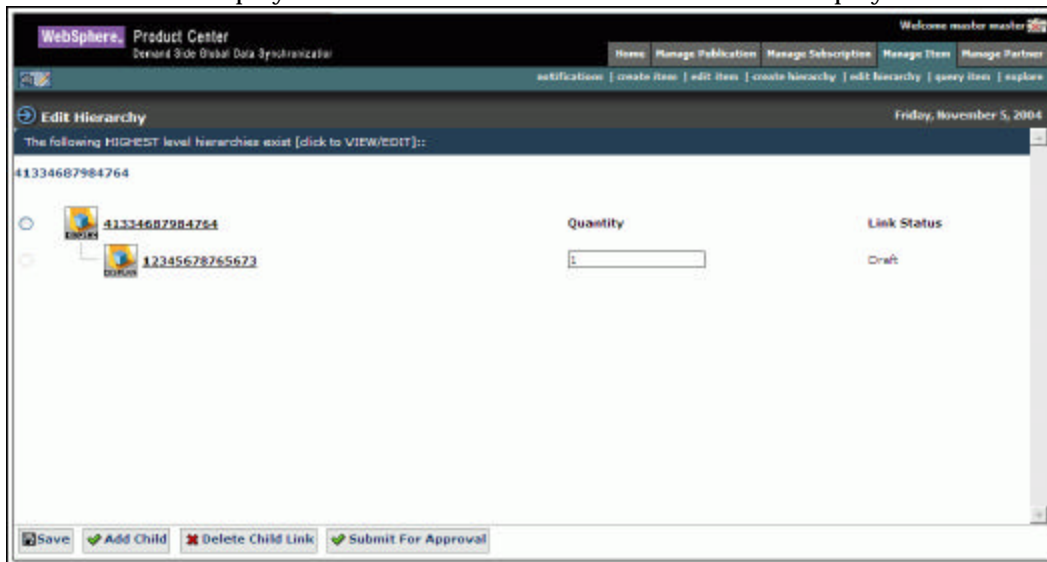 WebSphere. Product Center
Welcome master master
Demand Side Global Data Synchronization
Home Manage Publication Manage Subscription Manage Item Manage Partner
notifications | create item | edit item | create hierarchy | edit hierarchy | query item | explore
Edit Hierarchy
Friday, November 5, 2004
The following HIGHEST level hierarchies exist [click to VIEW/EDIT]::
41334687984764
41334687984764 Quantity Link Status
DISPLAY
12345678765673 1 Draft
DISPLAY
Save Add Child Delete Child Link Submit For Approval